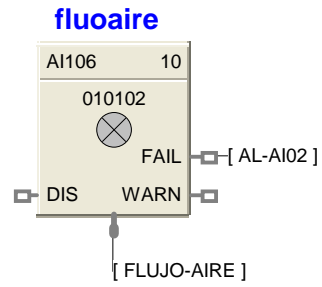 fluoaire
AI106 10
010102
FAIL [ AL-AI02 ]
DIS WARN
[ FLUJO-AIRE ]